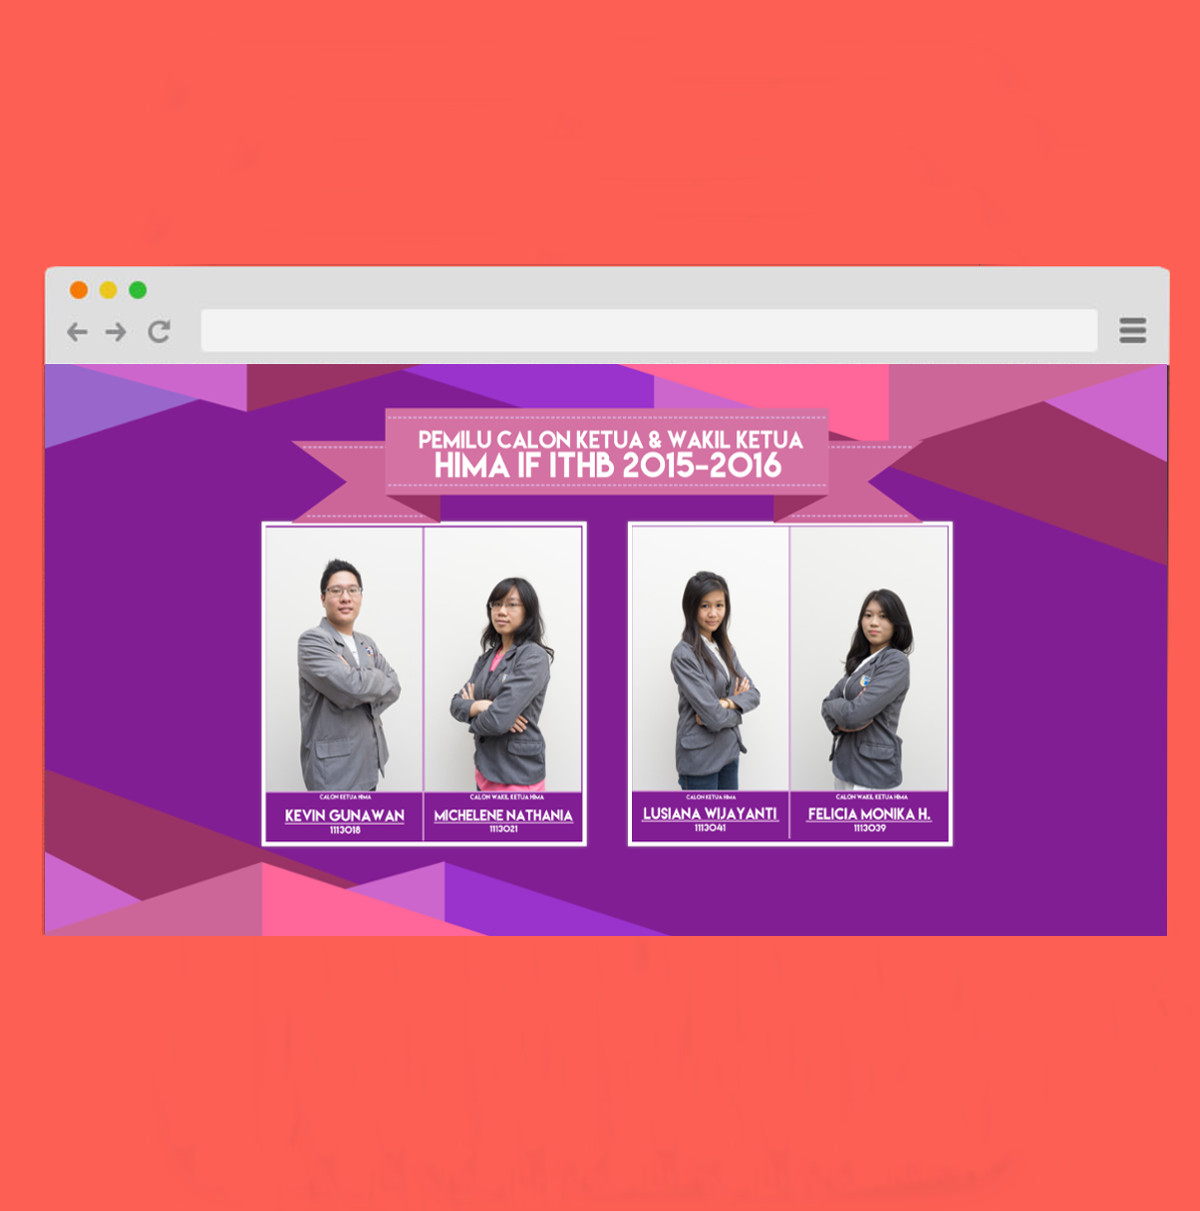 PEMILU CALON KETUA & WAKIL KETUA
HIMA IF ITHB 2015-2016
CALON KETUA HIMA
KEVIN GUNAWAN
1113018
CALON WAKIL KETUA HIMA
MICHELENE NATHANIA
1113021
CALON KETUA HIMA
LUSIANA WIJAYANTI
1113041
CALON WAKIL KETUA HIMA
FELICIA MONIKA H.
1113039